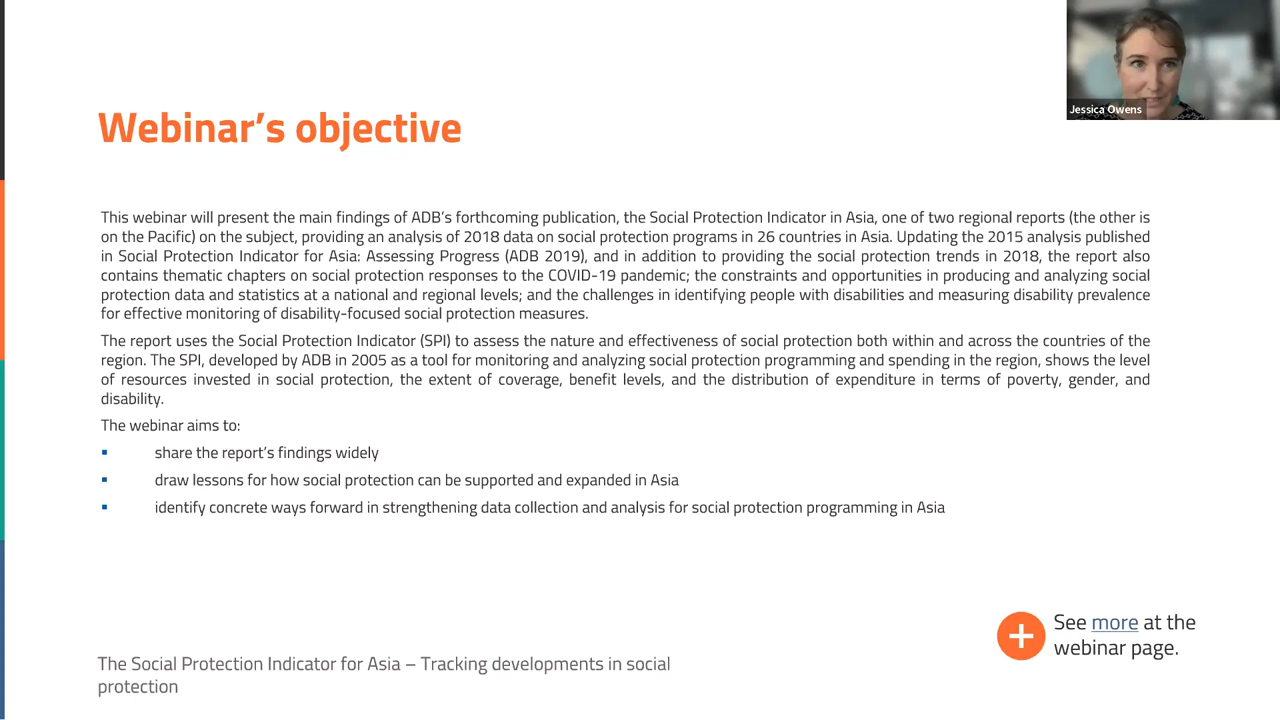 Jessica Owens
Webinar’s objective
This webinar will present the main findings of ADB’s forthcoming publication, the Social Protection Indicator in Asia, one of two regional reports (the other is
on the Pacific) on the subject, providing an analysis of 2018 data on social protection programs in 26 countries in Asia. Updating the 2015 analysis published
in Social Protection Indicator for Asia: Assessing Progress (ADB 2019), and in addition to providing the social protection trends in 2018, the report also
contains thematic chapters on social protection responses to the COVID-19 pandemic; the constraints and opportunities in producing and analyzing social
protection data and statistics at a national and regional levels; and the challenges in identifying people with disabilities and measuring disability prevalence
for effective monitoring of disability-focused social protection measures.
The report uses the Social Protection Indicator (SPI) to assess the nature and effectiveness of social protection both within and across the countries of the
region. The SPI, developed by ADB in 2005 as a tool for monitoring and analyzing social protection programming and spending in the region, shows the level
of resources invested in social protection, the extent of coverage, benefit levels, and the distribution of expenditure in terms of poverty, gender, and
disability.
The webinar aims to:
▪ share the report’s findings widely
▪ draw lessons for how social protection can be supported and expanded in Asia
▪ identify concrete ways forward in strengthening data collection and analysis for social protection programming in Asia
See more at the
webinar page.
The Social Protection Indicator for Asia – Tracking developments in social
protection